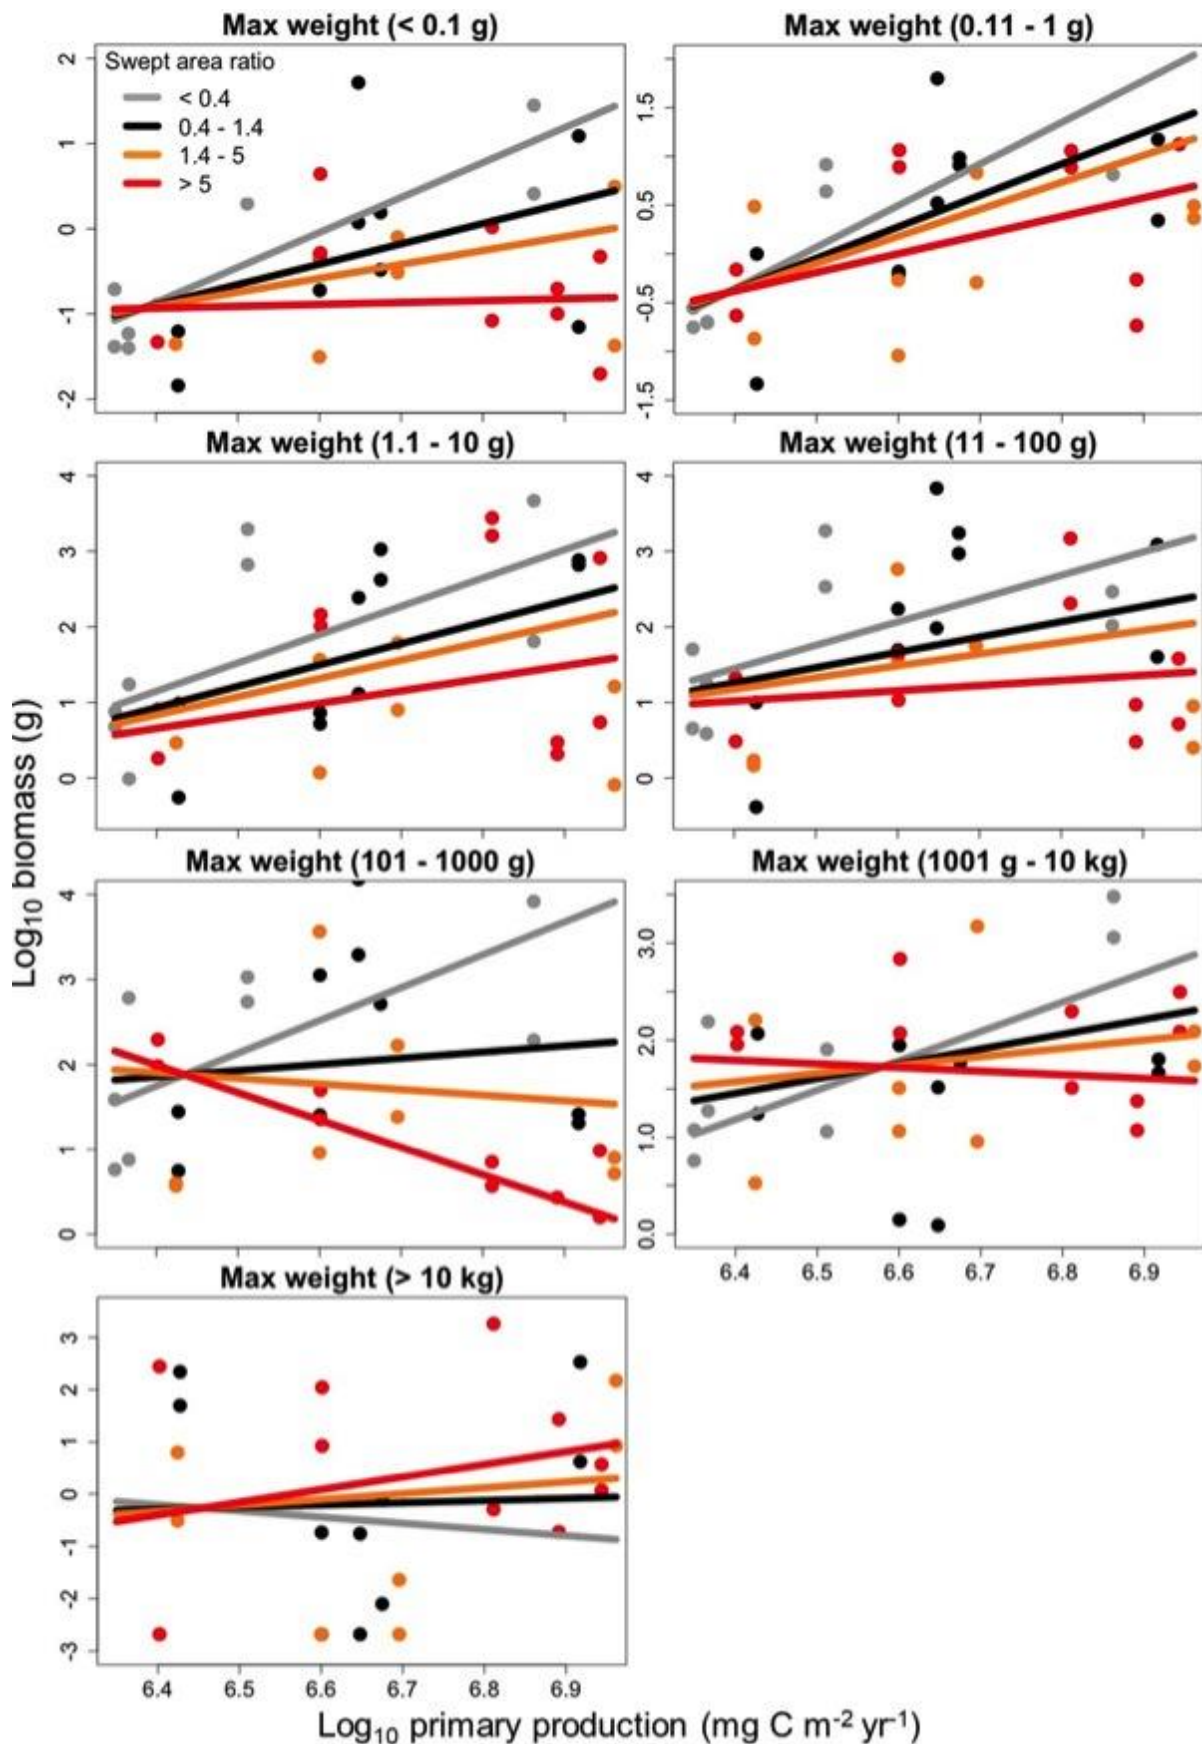 Max weight (< 0.1 g)
Max weight (0.11 - 1 g)
Swept area ratio
< 0.4
0.4 - 1.4
1.4 - 5
> 5
2
1
0
-1
-2
1.5
0.5
-0.5
-1.5
Max weight (1.1 - 10 g)
Max weight (11 - 100 g)
4
3
2
1
0
4
3
2
1
0
Max weight (101 - 1000 g)
Max weight (1001 g - 10 kg)
4
3
2
1
0
3.0
2.0
1.0
0.0
6.4 6.5 6.6 6.7 6.8 6.9
Max weight (> 10 kg)
3
2
1
0
-1
-2
-3
6.4 6.5 6.6 6.7 6.8 6.9
Log₁₀ biomass (g)
Log₁₀ primary production (mg C m⁻² yr⁻¹)